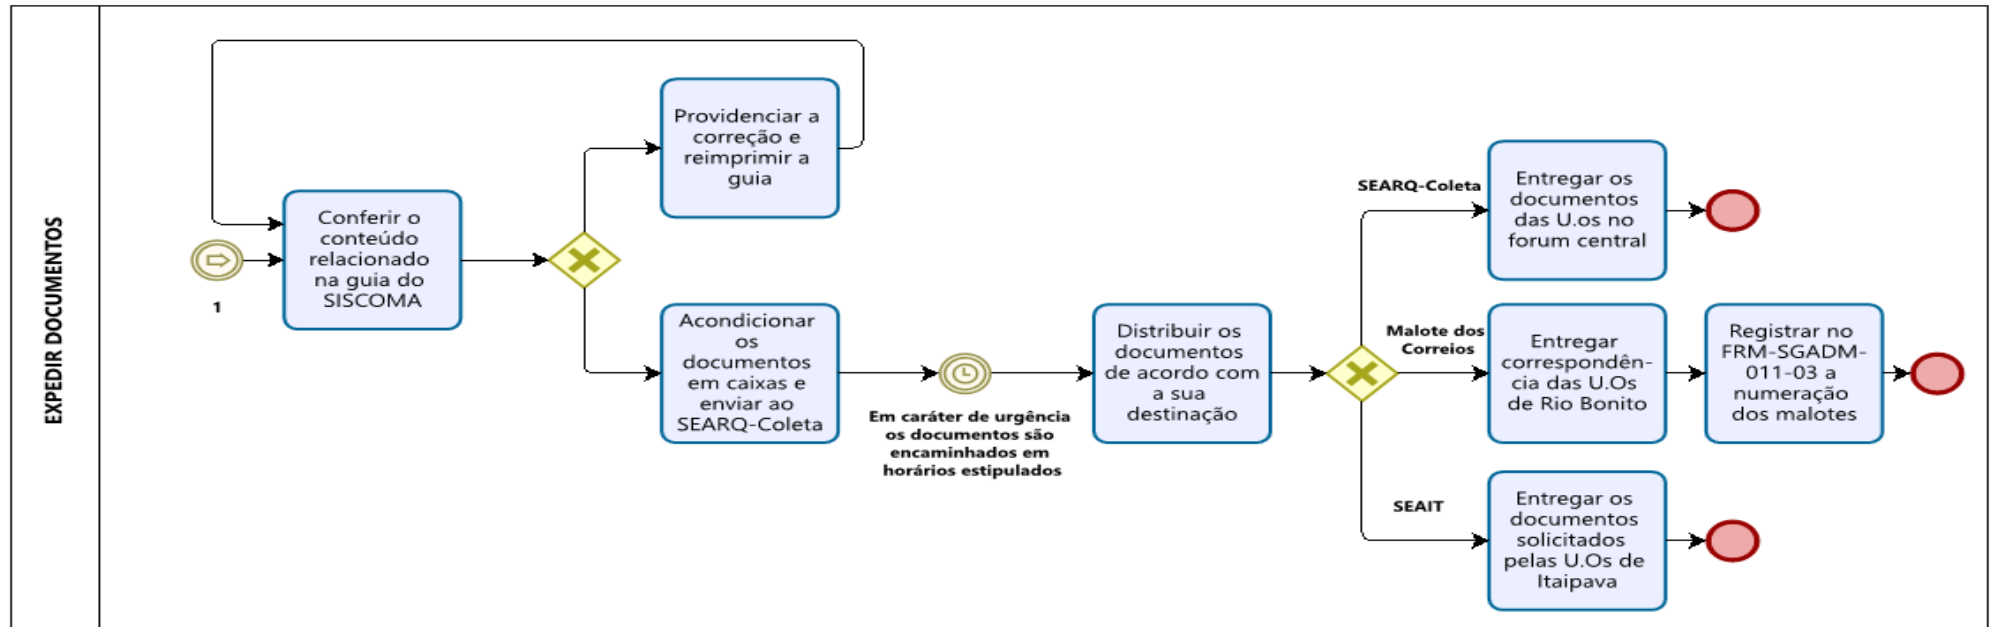 EXPEDIR DOCUMENTOS
1
Conferir o
conteúdo
relacionado
na guia do
SISCOMA
Providenciar a
correção e
reimprimir a
guia
Acondicionar
os
documentos
em caixas e
enviar ao
SEARQ-Coleta
Em caráter de urgência
os documentos são
encaminhados em
horários estipulados
Distribuir os
documentos
de acordo com
a sua
destinação
SEARQ-Coleta
Entregar os
documentos
das U.os no
forum central
Malote dos
Correios
Entregar
correspondên-
cia das U.Os
de Rio Bonito
Registrar no
FRM-SGADM-
011-03 a
numeração
dos malotes
SEAIT
Entregar os
documentos
solicitados
pelas U.Os de
Itaipava